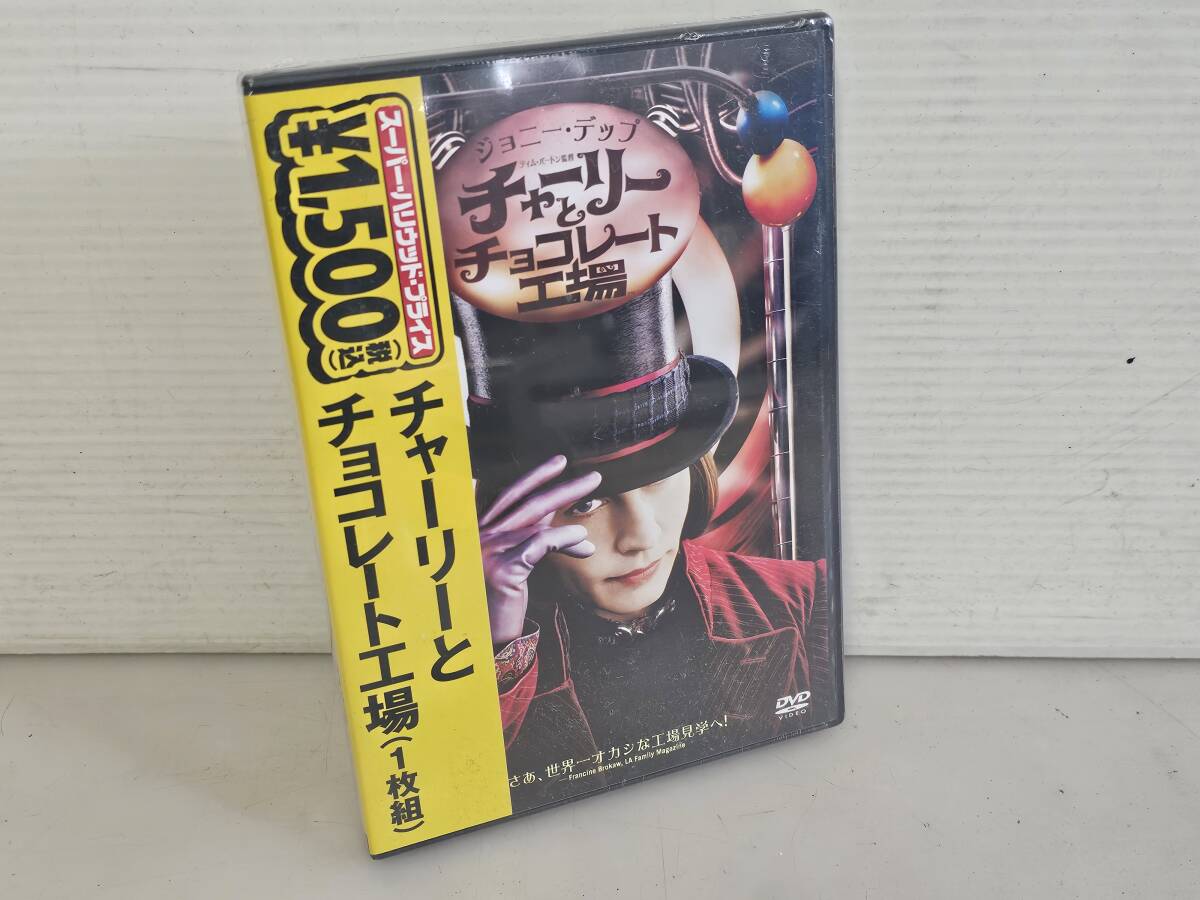 スーパー・ハリウッド・プライス
¥1,500(税込)
チャーリーと
チョコレート工場(1枚組)
ジョニー・デップ
ティム・バートン監督
チャーリーと
チョコレート
工場
さあ、世界一オカシな工場見学へ!
—Francine Brokaw, LA Family Magazine
DVD
VIDEO